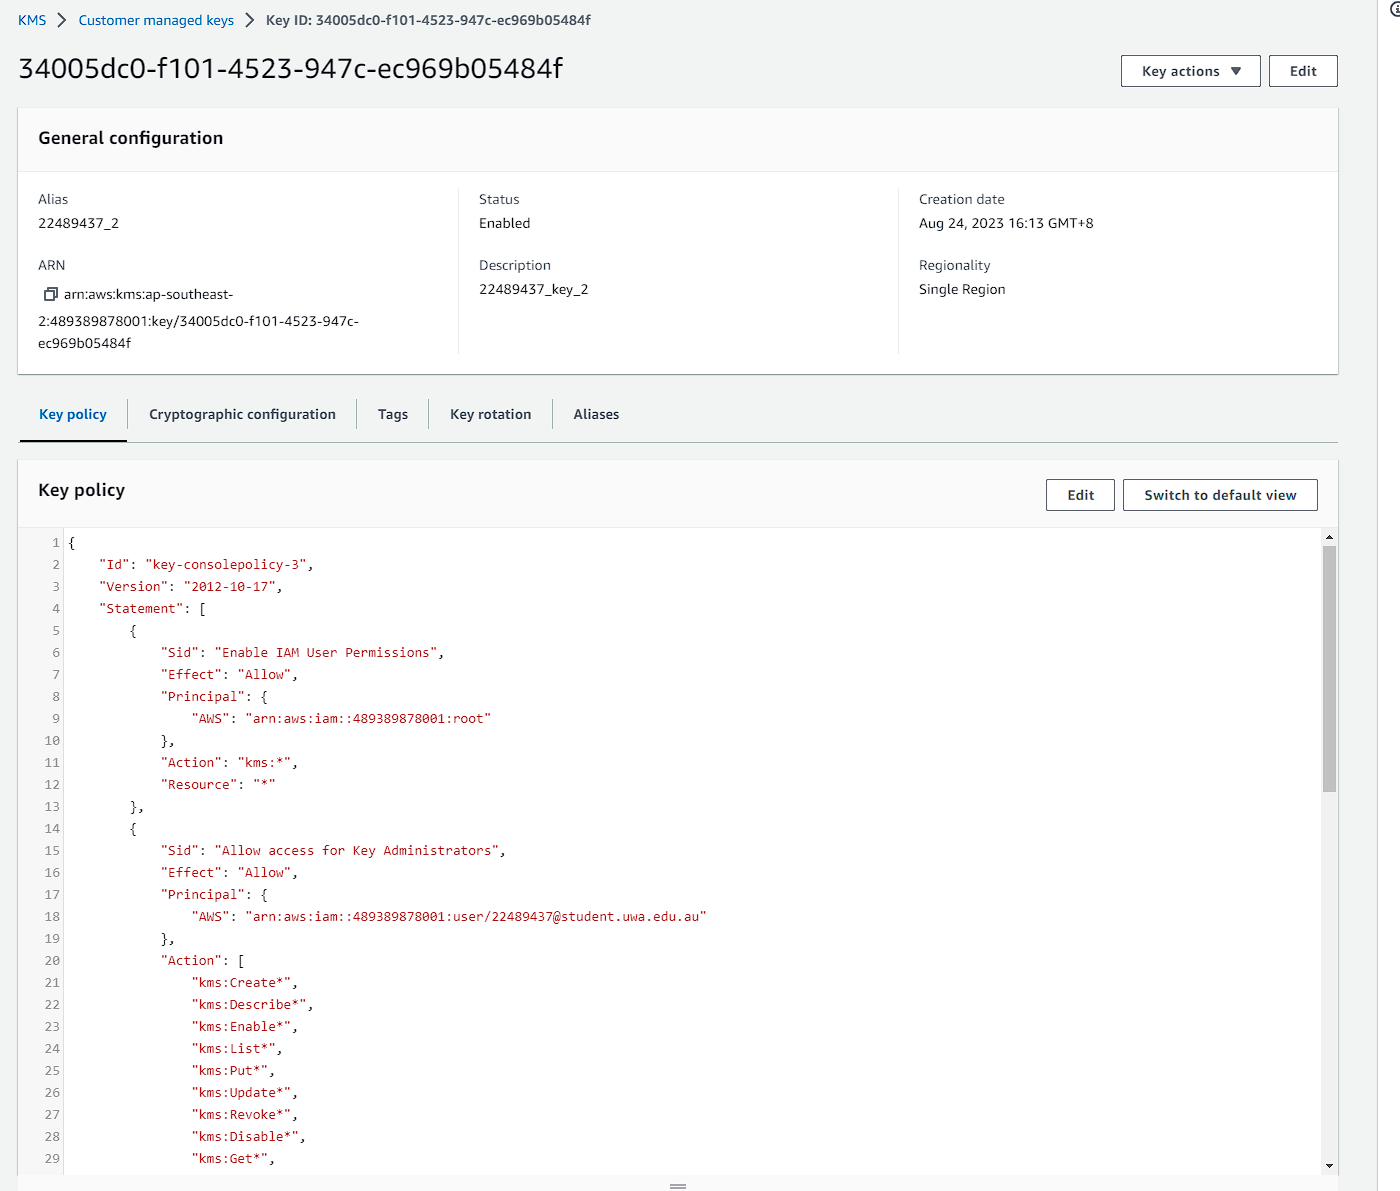 KMS > Customer managed keys > Key ID: 34005dc0-f101-4523-947c-ec969b05484f
34005dc0-f101-4523-947c-ec969b05484f
Key actions ▼
Edit
General configuration
Alias
22489437_2
ARN
arn:aws:kms:ap-southeast-
2:489389878001:key/34005dc0-f101-4523-947c-
ec969b05484f
Status
Enabled
Description
22489437_key_2
Creation date
Aug 24, 2023 16:13 GMT+8
Regionality
Single Region
Key policy
Cryptographic configuration
Tags
Key rotation
Aliases
Key policy
Edit
Switch to default view
1 {
2     "Id": "key-consolepolicy-3",
3     "Version": "2012-10-17",
4     "Statement": [
5         {
6             "Sid": "Enable IAM User Permissions",
7             "Effect": "Allow",
8             "Principal": {
9                 "AWS": "arn:aws:iam::489389878001:root"
10             },
11             "Action": "kms:*",
12             "Resource": "*"
13         },
14         {
15             "Sid": "Allow access for Key Administrators",
16             "Effect": "Allow",
17             "Principal": {
18                 "AWS": "arn:aws:iam::489389878001:user/22489437@student.uwa.edu.au"
19             },
20             "Action": [
21                 "kms:Create*",
22                 "kms:Describe*",
23                 "kms:Enable*",
24                 "kms:List*",
25                 "kms:Put*",
26                 "kms:Update*",
27                 "kms:Revoke*",
28                 "kms:Disable*",
29                 "kms:Get*",